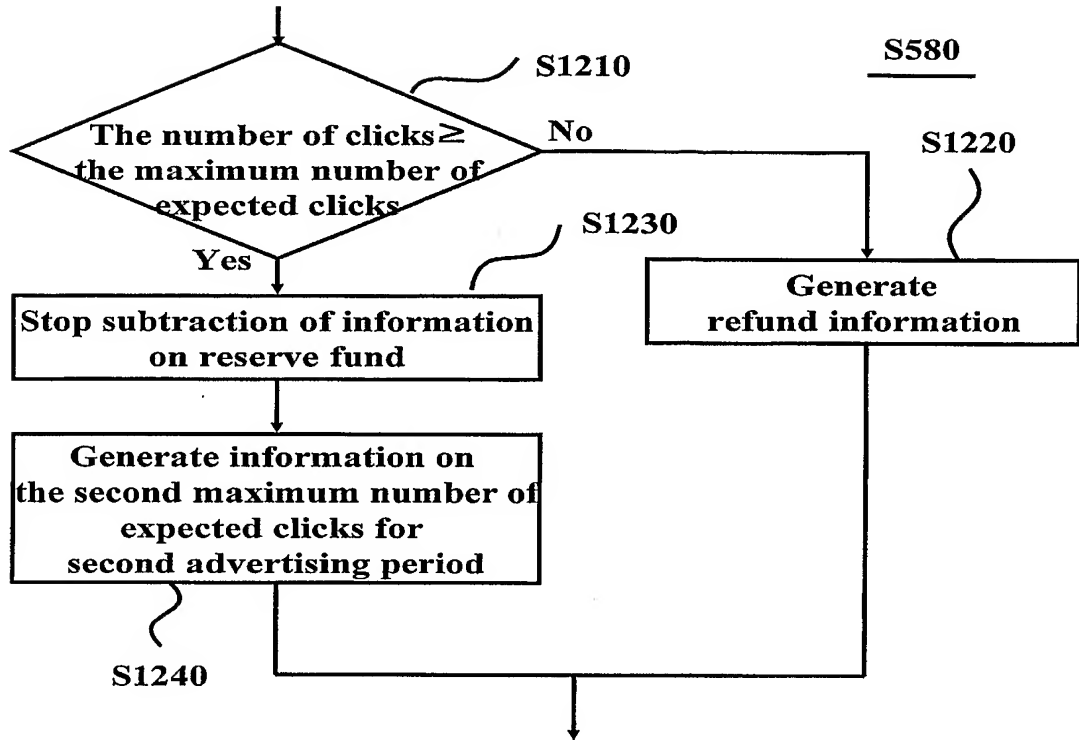 S580
S1210
The number of clicks≥
the maximum number of
expected clicks
No
S1220
Yes
S1230
Generate
refund information
Stop subtraction of information
on reserve fund
Generate information on
the second maximum number of
expected clicks for
second advertising period
S1240